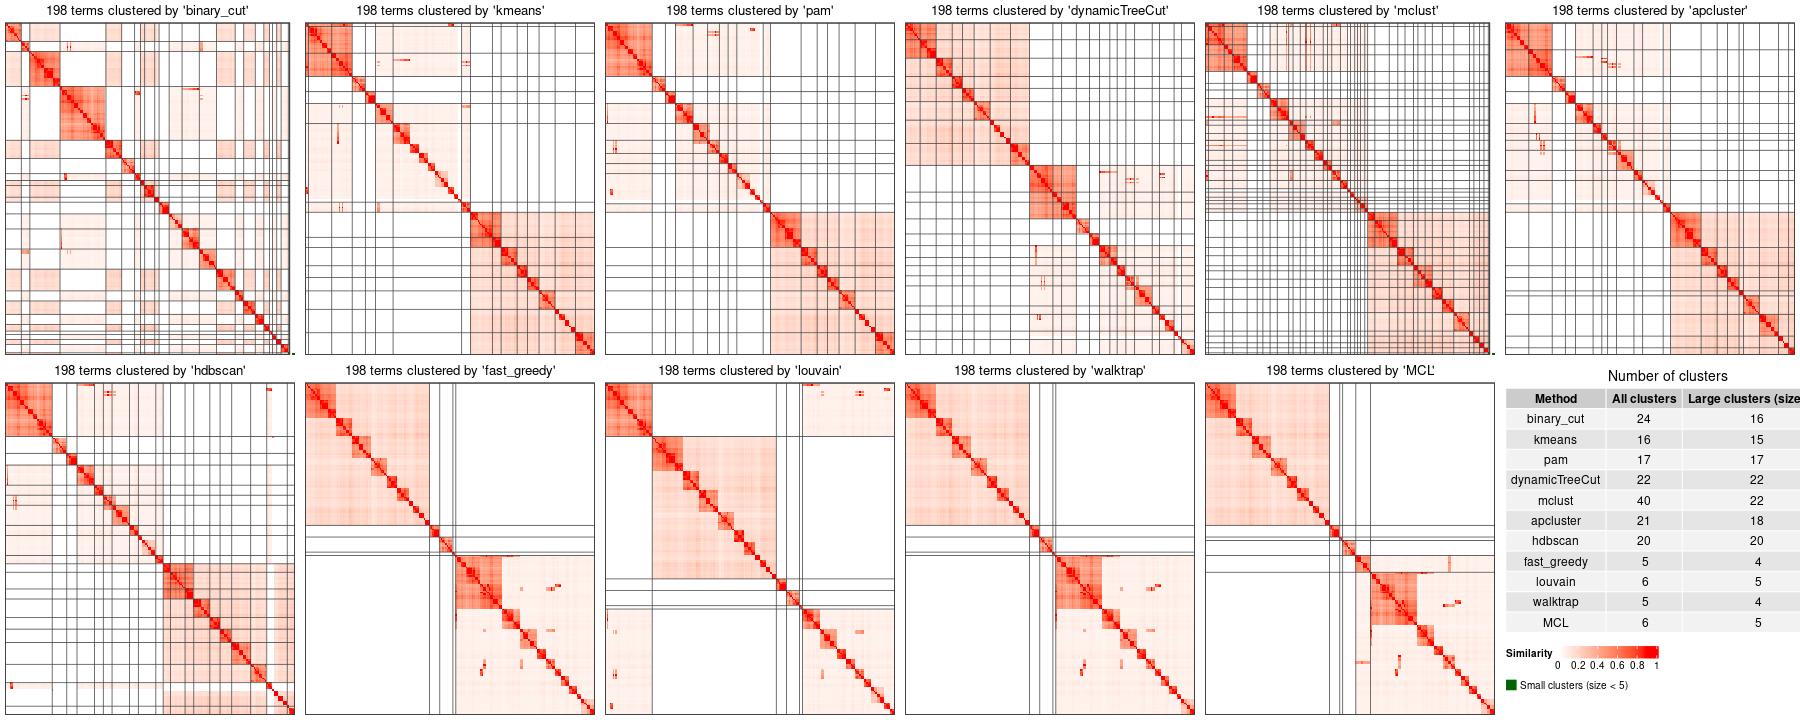 198 terms clustered by 'binary_cut'
198 terms clustered by 'kmeans'
198 terms clustered by 'pam'
198 terms clustered by 'dynamicTreeCut'
198 terms clustered by 'mclust'
198 terms clustered by 'apcluster'
198 terms clustered by 'hdbscan'
198 terms clustered by 'fast_greedy'
198 terms clustered by 'louvain'
198 terms clustered by 'walktrap'
198 terms clustered by 'MCL'
Number of clusters
Method All clusters Large clusters (size
binary_cut 24 16
kmeans 16 15
pam 17 17
dynamicTreeCut 22 22
mclust 40 22
apcluster 21 18
hdbscan 20 20
fast_greedy 5 4
louvain 6 5
walktrap 5 4
MCL 6 5
Similarity
0 0.2 0.4 0.6 0.8 1
Small clusters (size < 5)